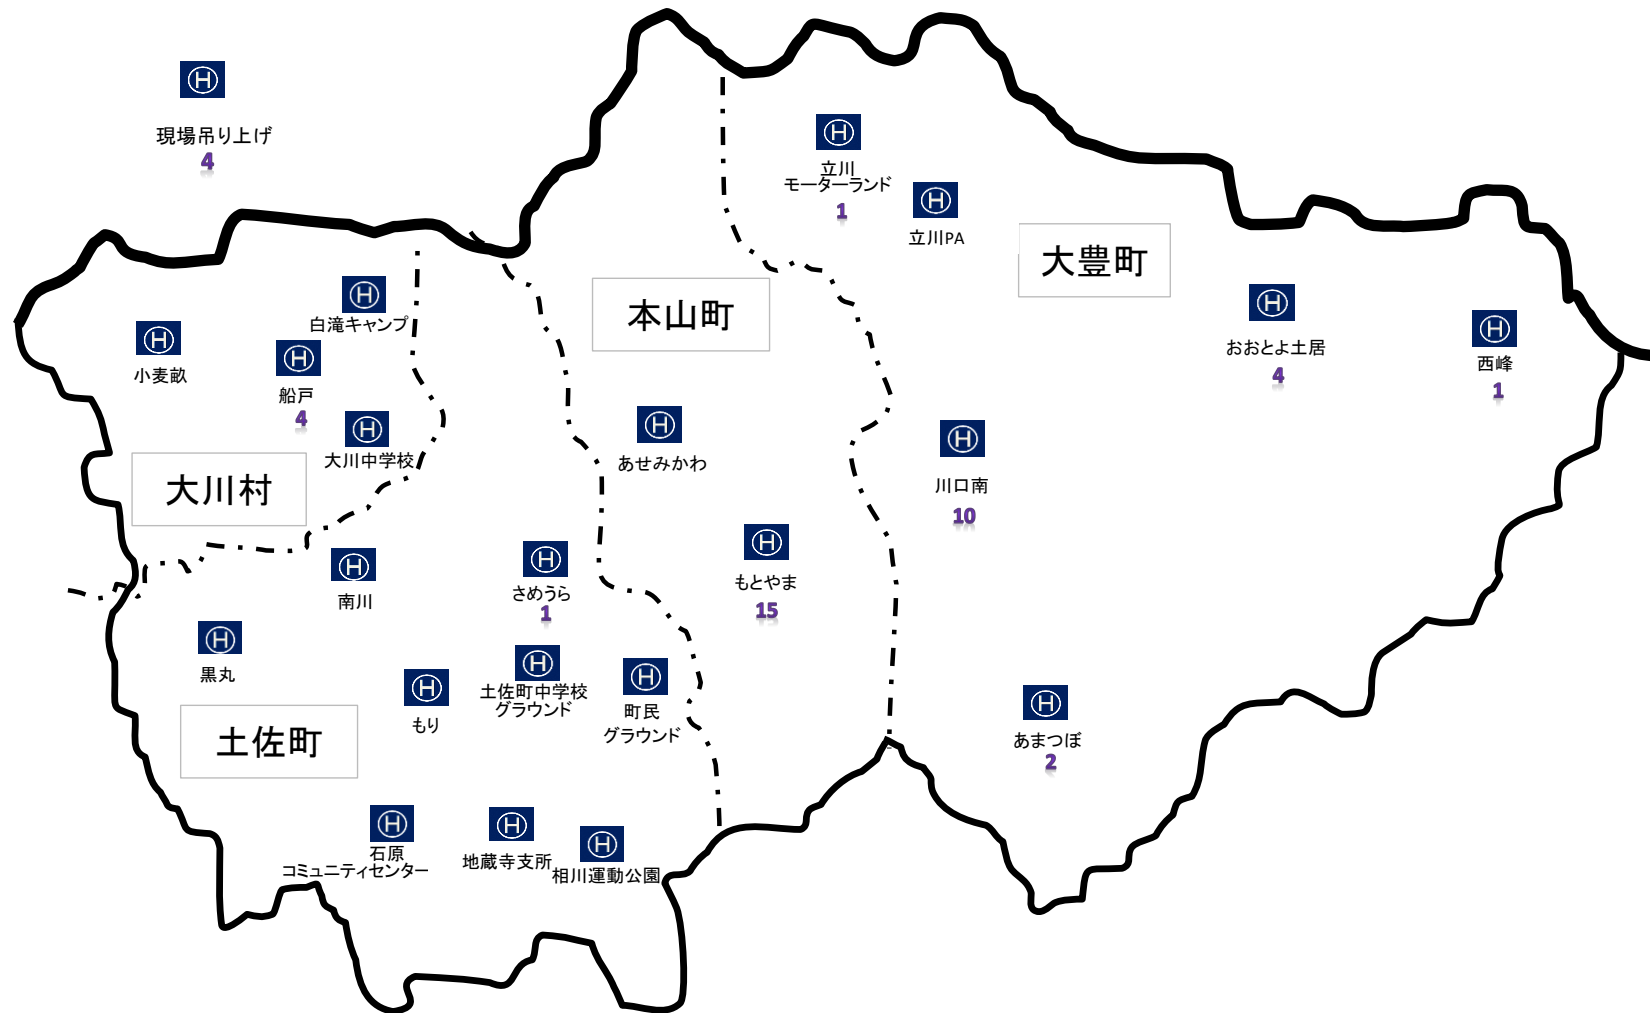 H
現場吊り上げ
4
H
立川
モーターランド
1
H
立川PA
大豊町
H
白滝キャンプ
H
小麦畝
H
船戸
4
H
大川中学校
大川村
本山町
H
おおとよ土居
4
H
西峰
1
H
あせみかわ
H
川口南
10
H
もとやま
15
H
南川
H
さめうら
1
H
黒丸
H
もり
H
土佐町中学校
グラウンド
H
町民
グラウンド
土佐町
H
あまつぼ
2
H
石原
コミュニティセンター
H
地蔵寺支所
H
相川運動公園